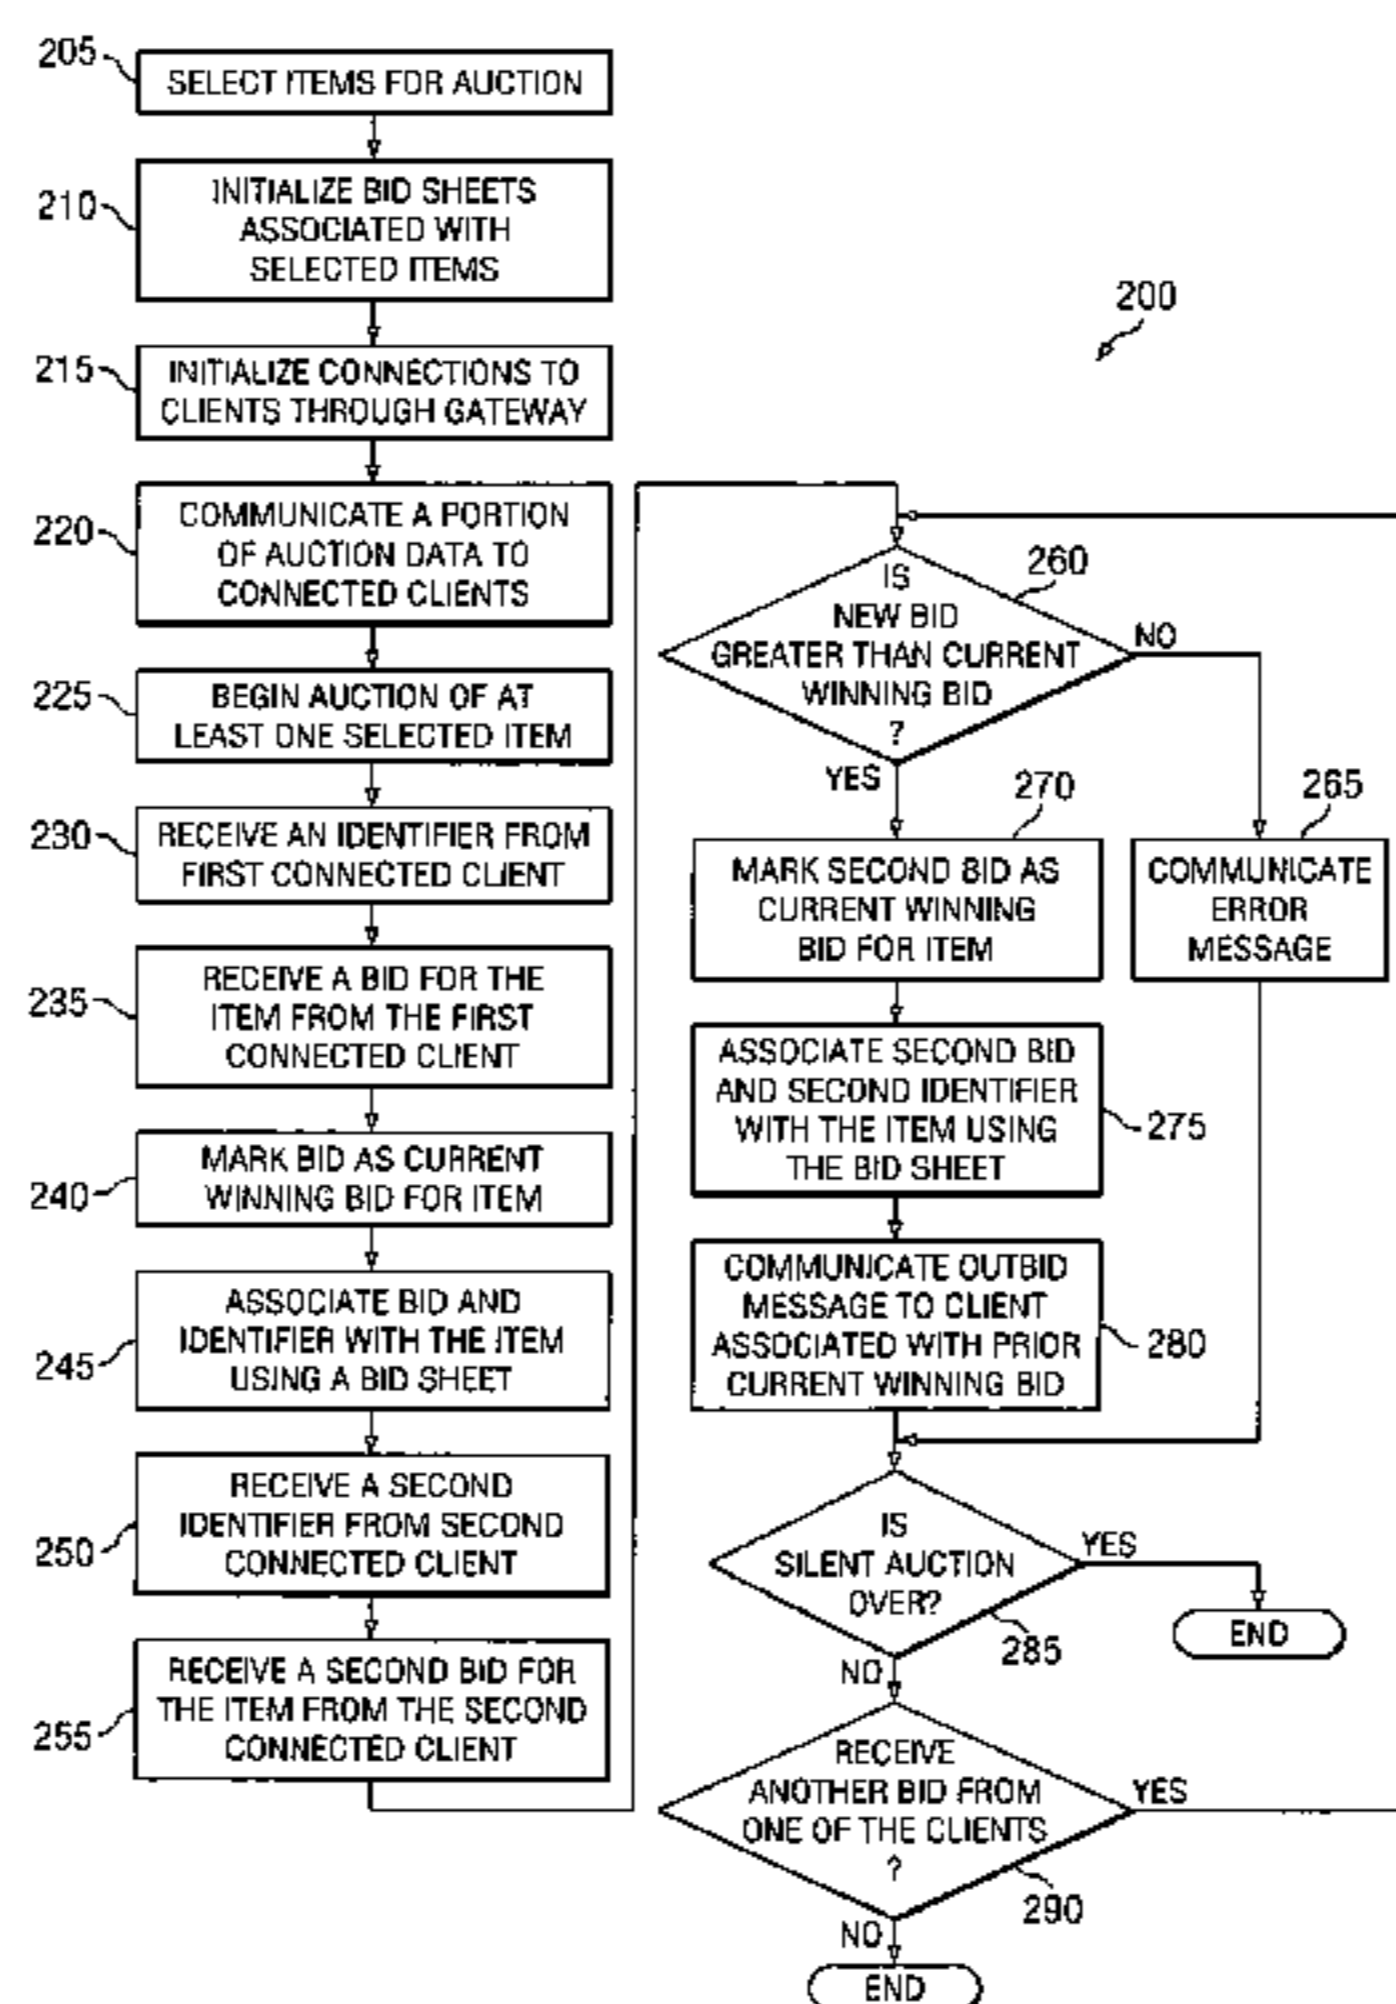 205
SELECT ITEMS FOR AUCTION
210
INITIALIZE BID SHEETS
ASSOCIATED WITH
SELECTED ITEMS
215
INITIALIZE CONNECTIONS TO
CLIENTS THROUGH GATEWAY
220
COMMUNICATE A PORTION
OF AUCTION DATA TO
CONNECTED CLIENTS
225
BEGIN AUCTION OF AT
LEAST ONE SELECTED ITEM
230
RECEIVE AN IDENTIFIER FROM
FIRST CONNECTED CLIENT
235
RECEIVE A BID FOR THE
ITEM FROM THE FIRST
CONNECTED CLIENT
240
MARK BID AS CURRENT
WINNING BID FOR ITEM
245
ASSOCIATE BID AND
IDENTIFIER WITH THE ITEM
USING A BID SHEET
250
RECEIVE A SECOND
IDENTIFIER FROM SECOND
CONNECTED CLIENT
255
RECEIVE A SECOND BID FOR
THE ITEM FROM THE SECOND
CONNECTED CLIENT
200
260
IS
NEW BID
GREATER THAN CURRENT
WINNING BID
?
NO
YES
270
MARK SECOND BID AS
CURRENT WINNING
BID FOR ITEM
265
COMMUNICATE
ERROR
MESSAGE
ASSOCIATE SECOND BID
AND SECOND IDENTIFIER
WITH THE ITEM USING
THE BID SHEET
275
COMMUNICATE OUTBID
MESSAGE TO CLIENT
ASSOCIATED WITH PRIOR
CURRENT WINNING BID
280
IS
SILENT AUCTION
OVER?
YES
END
285
NO
RECEIVE
ANOTHER BID FROM
ONE OF THE CLIENTS
?
YES
290
NO
END